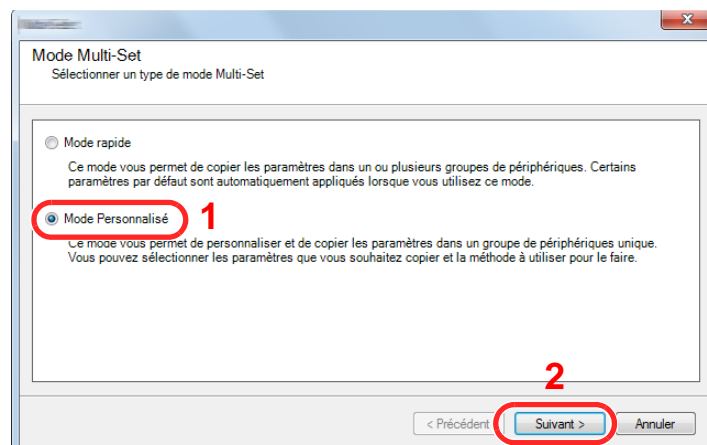 Mode Multi-Set
Sélectionner un type de mode Multi-Set
Mode rapide
Ce mode vous permet de copier les paramètres dans un ou plusieurs groupes de périphériques. Certains
paramètres par défaut sont automatiquement appliqués lorsque vous utilisez ce mode.
Mode Personnalisé 1
Ce mode vous permet de personnaliser et de copier les paramètres dans un groupe de périphériques unique.
Vous pouvez sélectionner les paramètres que vous souhaitez copier et la méthode à utiliser pour le faire.
2
< Précédent Suivant > Annuler